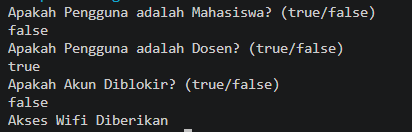 Apakah Pengguna adalah Mahasiswa? (true/false)
false
Apakah Pengguna adalah Dosen? (true/false)
true
Apakah Akun Diblokir? (true/false)
false
Akses Wifi Diberikan